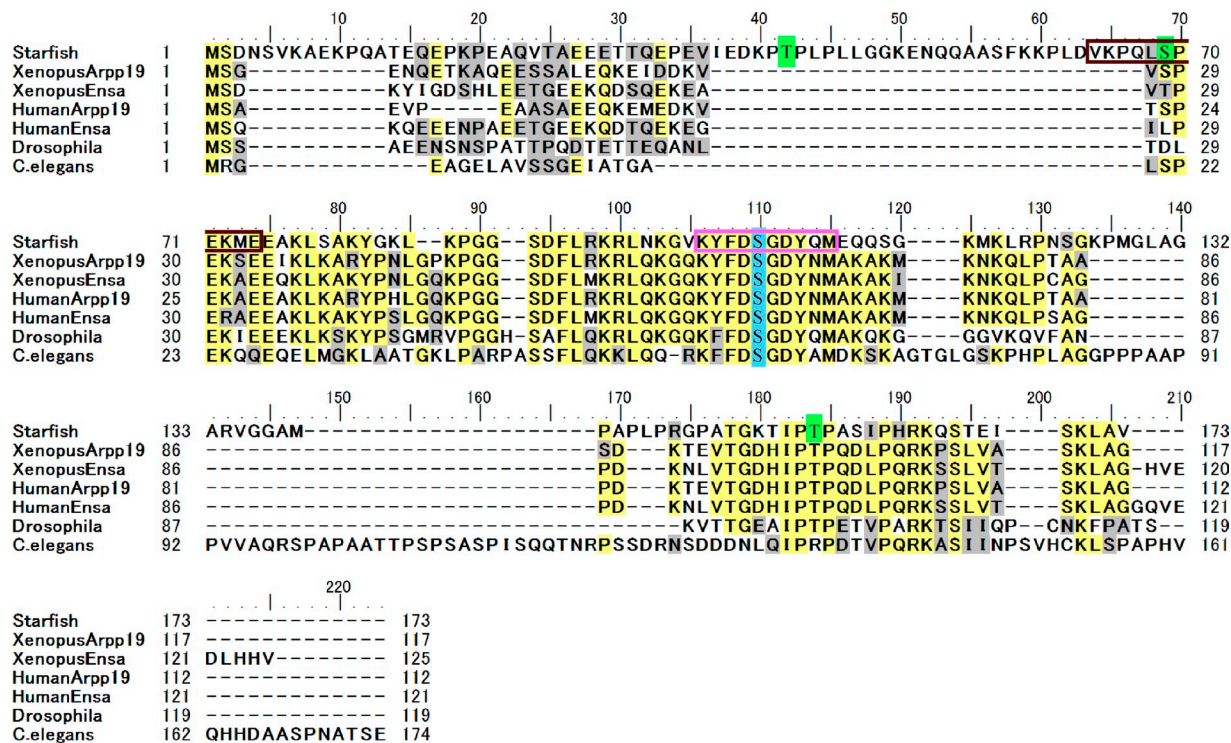 10 20 30 40 50 60 70
Starfish 1 MSDNSVKAEKPQATEQEPKPEAQVTAEEETTQEPEVIEDKPTPLPLLGGKENQQAASFKKPLDVKPQLSP 70
XenopusArpp19 1 MSG----------ENQETKAQEESSALEQKEIDDKV-------------------------------VSP 29
XenopusEnsa 1 MSD----------KYIGDSHLEETGEEKQDSQEKEA-------------------------------VTP 29
HumanArpp19 1 MSA----------EVP-----EAASAEEQKEMEDKV-------------------------------TSP 24
HumanEnsa 1 MSQ----------KQEEENPAEETGEEKQDTQEKEG-------------------------------ILP 29
Drosophila 1 MSS----------AEENSNSPATTPQDTETTEQANL-------------------------------TDL 29
C.elegans 1 MRG-------------EAGELAVSSGEIATGA-----------------------------------LSP 22
80 90 100 110 120 130 140
Starfish 71 EKMEEAKLSAKYGKL--KPGG--SDFLRKRLNKGVKYFDSGDYQMEQQSG----KMKLRPNSGKPMGLAG 132
XenopusArpp19 30 EKSEEIKLKARYPNLGPKPGG--SDFLRKRLQKGQKYFDSGDYNMAKAKM----KNKQLPTAA------- 86
XenopusEnsa 30 EKAEEAKLKAKYPNLGQKPGG--SDFLMKRLQKGQKYFDSGDYNMAKAKI----KNKQLPCAG------- 86
HumanArpp19 25 EKAEEAKLKARYPHLGQKPGG--SDFLRKRLQKGQKYFDSGDYNMAKAKM----KNKQLPTAA------- 81
HumanEnsa 30 ERAEEAKLKAKYPSLGQKPGG--SDFLMKRLQKGQKYFDSGDYNMAKAKM----KNKQLPSAG------- 86
Drosophila 30 EKIEEEKLKSKYPSGMRVPGGH-SAFLQKRLQKGQKFFDSGDYQMAKQKG----GGVKQVFAN------- 87
C.elegans 23 EKQQEQELMGKLAATGKLPARPASSFLQKKLQQ-RKFFDSGDYAMDKSKAGTGLGSKPHPLAGGPPPAAP 91
150 160 170 180 190 200 210
Starfish 133 ARVGGAM---------------------PAPLPRGPATGKTIPTPASIPHRKQSTEI----SKLAV---- 173
XenopusArpp19 86 ----------------------------SD---KTEVTGDHIPTPQDLPQRKPSLVA----SKLAG---- 117
XenopusEnsa 86 ----------------------------PD---KNLVTGDHIPTPQDLPQRKSSLVT----SKLAG-HVE 120
HumanArpp19 81 ----------------------------PD---KTEVTGDHIPTPQDLPQRKPSLVA----SKLAG---- 112
HumanEnsa 86 ----------------------------PD---KNLVTGDHIPTPQDLPQRKSSLVT----SKLAGGQVE 121
Drosophila 87 ----------------------------------KVTTGEAIPTPETVPARKTSIIQP--CNKFPATS-- 119
C.elegans 92 PVVAQRSPAPAATTPSPSASPISQQTNRPSSDRNSDDDNLQIPRPDTVPQRKASIINPSVHCKLSPAPHV 161
220
Starfish 173 ------------- 173
XenopusArpp19 117 ------------- 117
XenopusEnsa 121 DLHHV-------- 125
HumanArpp19 112 ------------- 112
HumanEnsa 121 ------------- 121
Drosophila 119 ------------- 119
C.elegans 162 QHHDAASPNATSE 174